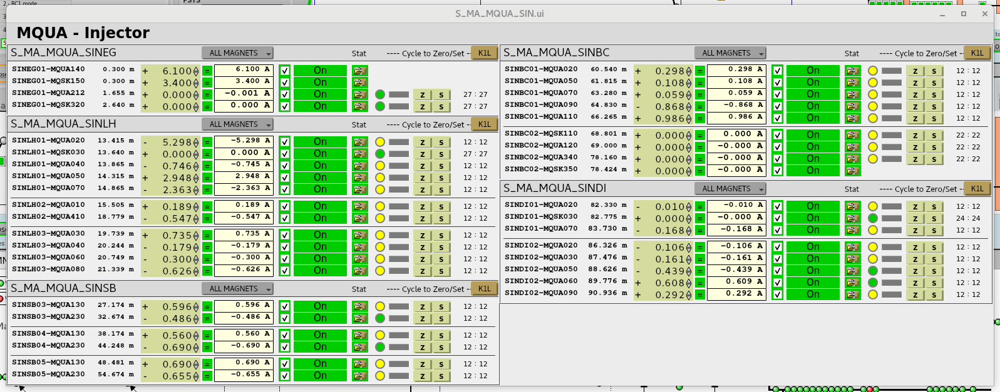 2 - BC1 mode
PSYS
S_MA_MQUA_SIN.ui
MQUA - Injector
S_MA_MQUA_SINEG ALL MAGNETS Stat ---- Cycle to Zero/Set -- K1L
SINEG01-MQUA140 0.300 m + 6.100 = 6.100 A On
SINEG01-MQSK150 0.300 m + 3.400 = 3.400 A On
SINEG01-MQUA212 1.655 m + 0.000 = -0.001 A On Z S 27:27
SINEG01-MQSK320 2.640 m + 0.000 = 0.000 A On Z S 27:27
S_MA_MQUA_SINLH ALL MAGNETS Stat ---- Cycle to Zero/Set -- K1L
SINLH01-MQUA020 13.415 m - 5.298 = -5.298 A On Z S 12:12
SINLH01-MQSK030 13.640 m + 0.000 = 0.000 A On Z S 27:27
SINLH01-MQUA040 13.865 m - 0.746 = -0.745 A On Z S 12:12
SINLH01-MQUA050 14.315 m + 2.948 = 2.948 A On Z S 12:12
SINLH01-MQUA070 14.865 m - 2.363 = -2.363 A On Z S 12:12
SINLH02-MQUA010 15.505 m + 0.189 = 0.189 A On Z S 12:12
SINLH02-MQUA410 18.779 m - 0.547 = -0.547 A On Z S 12:12
SINLH03-MQUA030 19.739 m + 0.735 = 0.735 A On Z S 12:12
SINLH03-MQUA040 20.244 m - 0.179 = -0.179 A On Z S 12:12
SINLH03-MQUA060 20.749 m - 0.300 = -0.300 A On Z S 12:12
SINLH03-MQUA080 21.339 m - 0.626 = -0.626 A On Z S 12:12
S_MA_MQUA_SINSB ALL MAGNETS Stat ---- Cycle to Zero/Set -- K1L
SINSB03-MQUA130 27.174 m + 0.596 = 0.596 A On Z S 12:12
SINSB03-MQUA230 32.674 m - 0.486 = -0.486 A On Z S 12:12
SINSB04-MQUA130 38.174 m + 0.560 = 0.560 A On Z S 12:12
SINSB04-MQUA230 44.248 m - 0.690 = -0.690 A On Z S 12:12
SINSB05-MQUA130 48.481 m + 0.690 = 0.690 A On Z S 12:12
SINSB05-MQUA230 54.674 m - 0.655 = -0.655 A On Z S 12:12
S_MA_MQUA_SINBC ALL MAGNETS Stat ---- Cycle to Zero/Set -- K1L
SINBC01-MQUA020 60.540 m + 0.298 = 0.298 A On Z S 12:12
SINBC01-MQUA050 61.815 m + 0.108 = 0.108 A On Z S 12:12
SINBC01-MQUA070 63.280 m + 0.059 = 0.059 A On Z S 12:12
SINBC01-MQUA090 64.830 m - 0.868 = -0.868 A On Z S 12:12
SINBC01-MQUA110 66.265 m + 0.986 = 0.986 A On Z S 12:12
SINBC02-MQSK110 68.801 m + 0.000 = 0.000 A On Z S 22:22
SINBC02-MQUA120 69.000 m + 0.000 = -0.000 A On Z S 22:22
SINBC02-MQUA340 78.160 m + 0.000 = -0.000 A On Z S 22:22
SINBC02-MQSK350 78.424 m + 0.000 = -0.000 A On
S_MA_MQUA_SINDI ALL MAGNETS Stat ---- Cycle to Zero/Set -- K1L
SINDI01-MQUA020 82.330 m - 0.010 = -0.010 A On Z S 12:12
SINDI01-MQSK030 82.775 m + 0.000 = -0.000 A On Z S 24:24
SINDI01-MQUA070 83.730 m - 0.168 = -0.168 A On Z S 12:12
SINDI02-MQUA020 86.326 m - 0.106 = -0.106 A On Z S 12:12
SINDI02-MQUA030 87.476 m - 0.161 = -0.161 A On Z S 12:12
SINDI02-MQUA050 88.626 m - 0.439 = -0.439 A On Z S 12:12
SINDI02-MQUA060 89.776 m + 0.608 = 0.609 A On Z S 12:12
SINDI02-MQUA090 90.936 m + 0.292 = 0.292 A On Z S 12:12